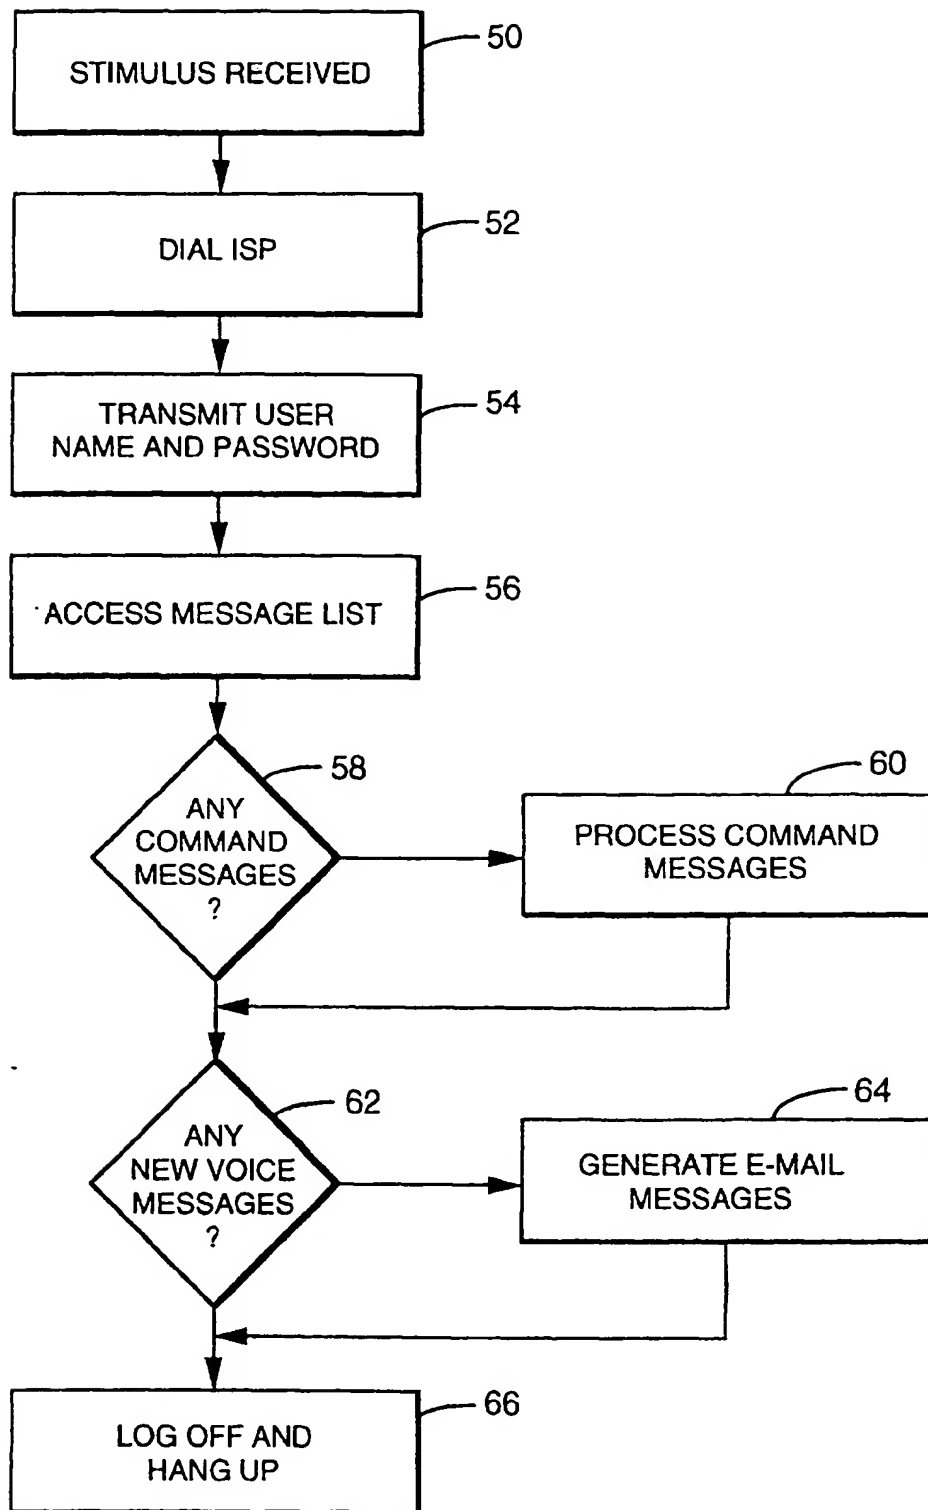 50
STIMULUS RECEIVED
52
DIAL ISP
54
TRANSMIT USER
NAME AND PASSWORD
56
ACCESS MESSAGE LIST
58
ANY
COMMAND
MESSAGES
?
60
PROCESS COMMAND
MESSAGES
62
ANY
NEW VOICE
MESSAGES
?
64
GENERATE E-MAIL
MESSAGES
66
LOG OFF AND
HANG UP